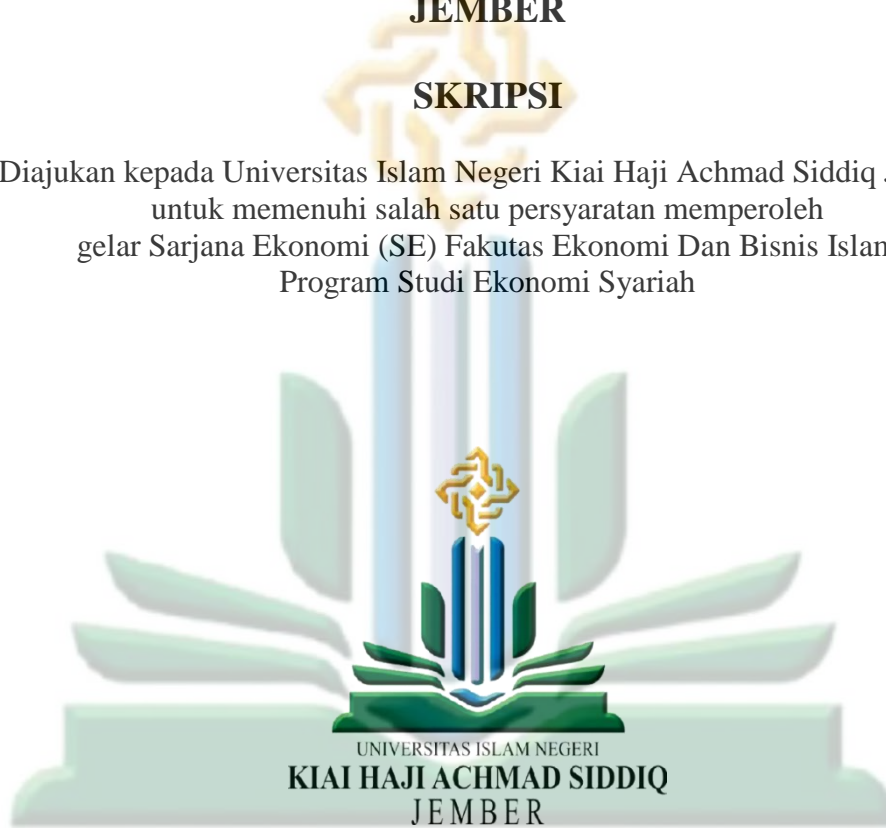 JEMBER
SKRIPSI
Diajukan kepada Universitas Islam Negeri Kiai Haji Achmad Siddiq
untuk memenuhi salah satu persyaratan memperoleh
gelar Sarjana Ekonomi (SE) Fakutas Ekonomi Dan Bisnis
Program Studi Ekonomi Syariah
UNIVERSITAS ISLAM NEGERI
KIAI HAJI ACHMAD SIDDIQ
JEMBER